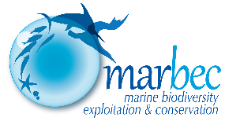 marbec
marine biodiversity
exploitation & conservation